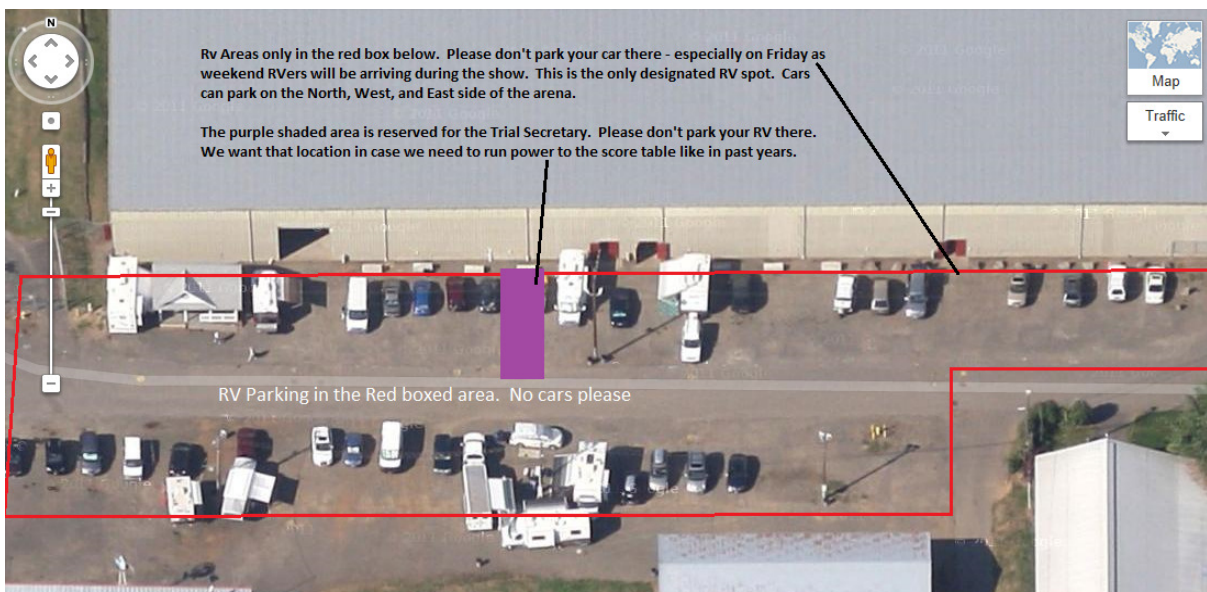 N
Rv Areas only in the red box below.  Please don't park your car there - especially on Friday as
weekend RVers will be arriving during the show.  This is the only designated RV spot.  Cars
can park on the North, West, and East side of the arena.
The purple shaded area is reserved for the Trial Secretary.  Please don't park your RV there.
We want that location in case we need to run power to the score table like in past years.
Map
Traffic
RV Parking in the Red boxed area.  No cars please